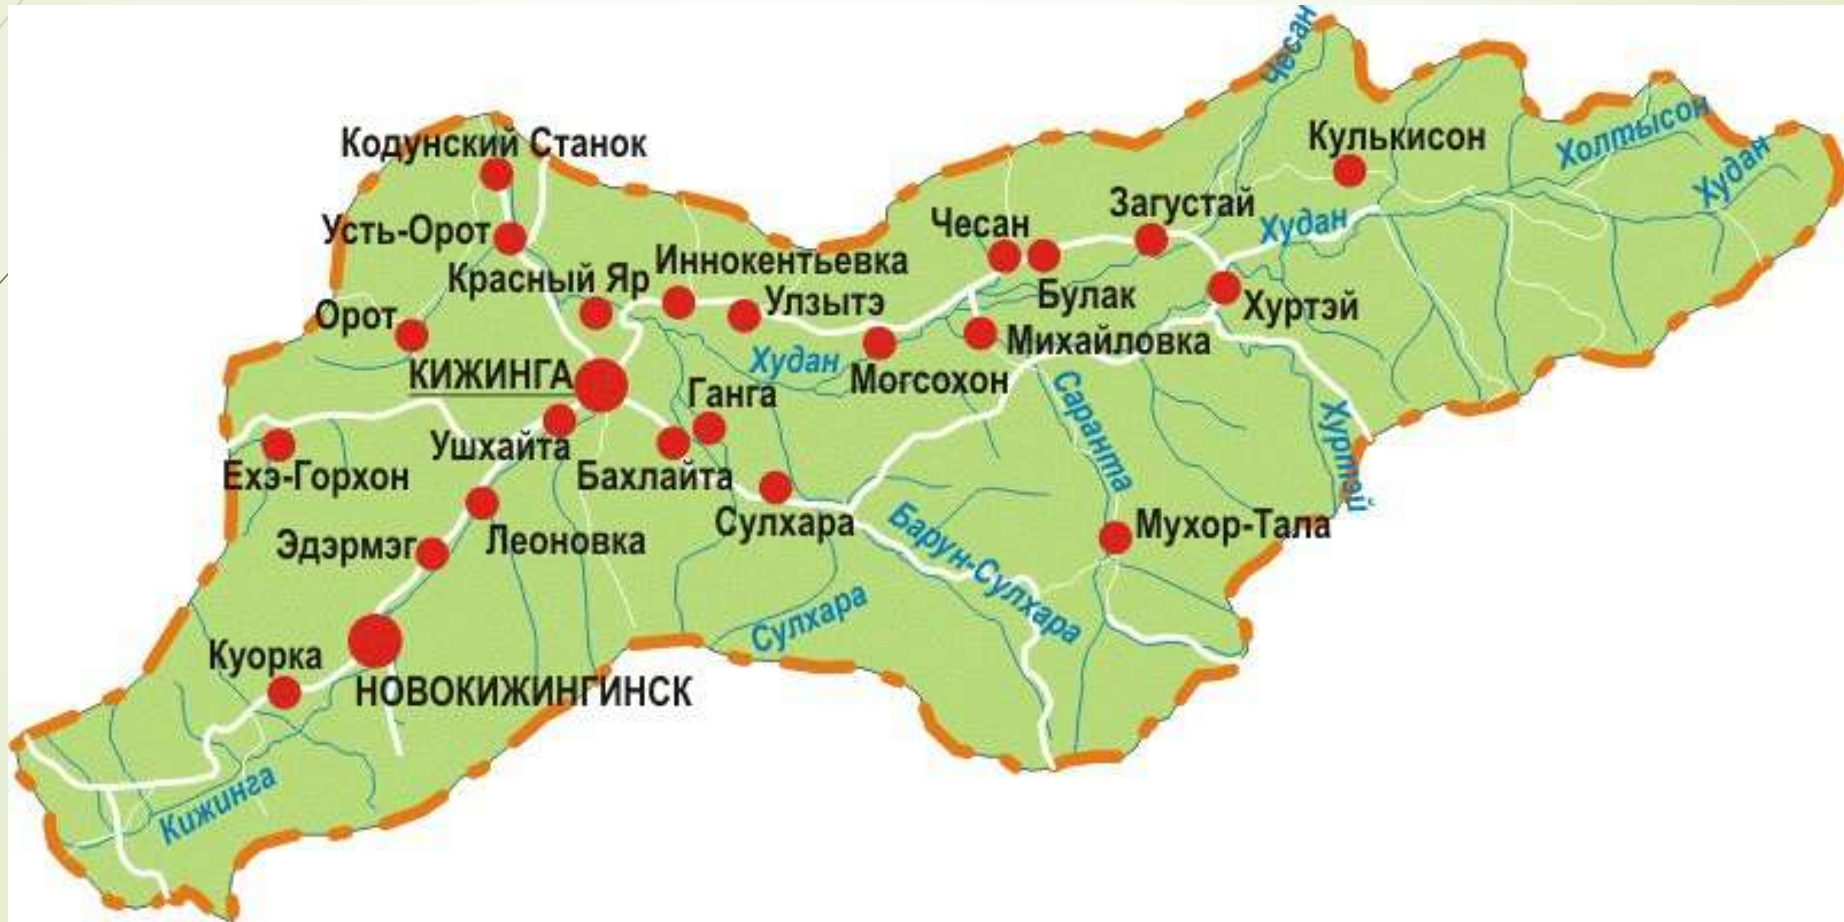 Чесан
Кодунский Станок
Кулькисон
Холтысон
Худан
Усть-Орот
Чесан
Загустай
Худан
Красный Яр
Иннокентьевка
Улзытэ
Булак
Хуртэй
Орот
Михайловка
Худан
Могсохон
КИЖИНГА
Ганга
Саранта
Хуртэй
Ушхайта
Бахлайта
Ехэ-Горхон
Сулхара
Барун-Сулхара
Мухор-Тала
Эдэрмэг
Леоновка
Сулхара
Куорка
НОВОКИЖИНГИНСК
Кижинга